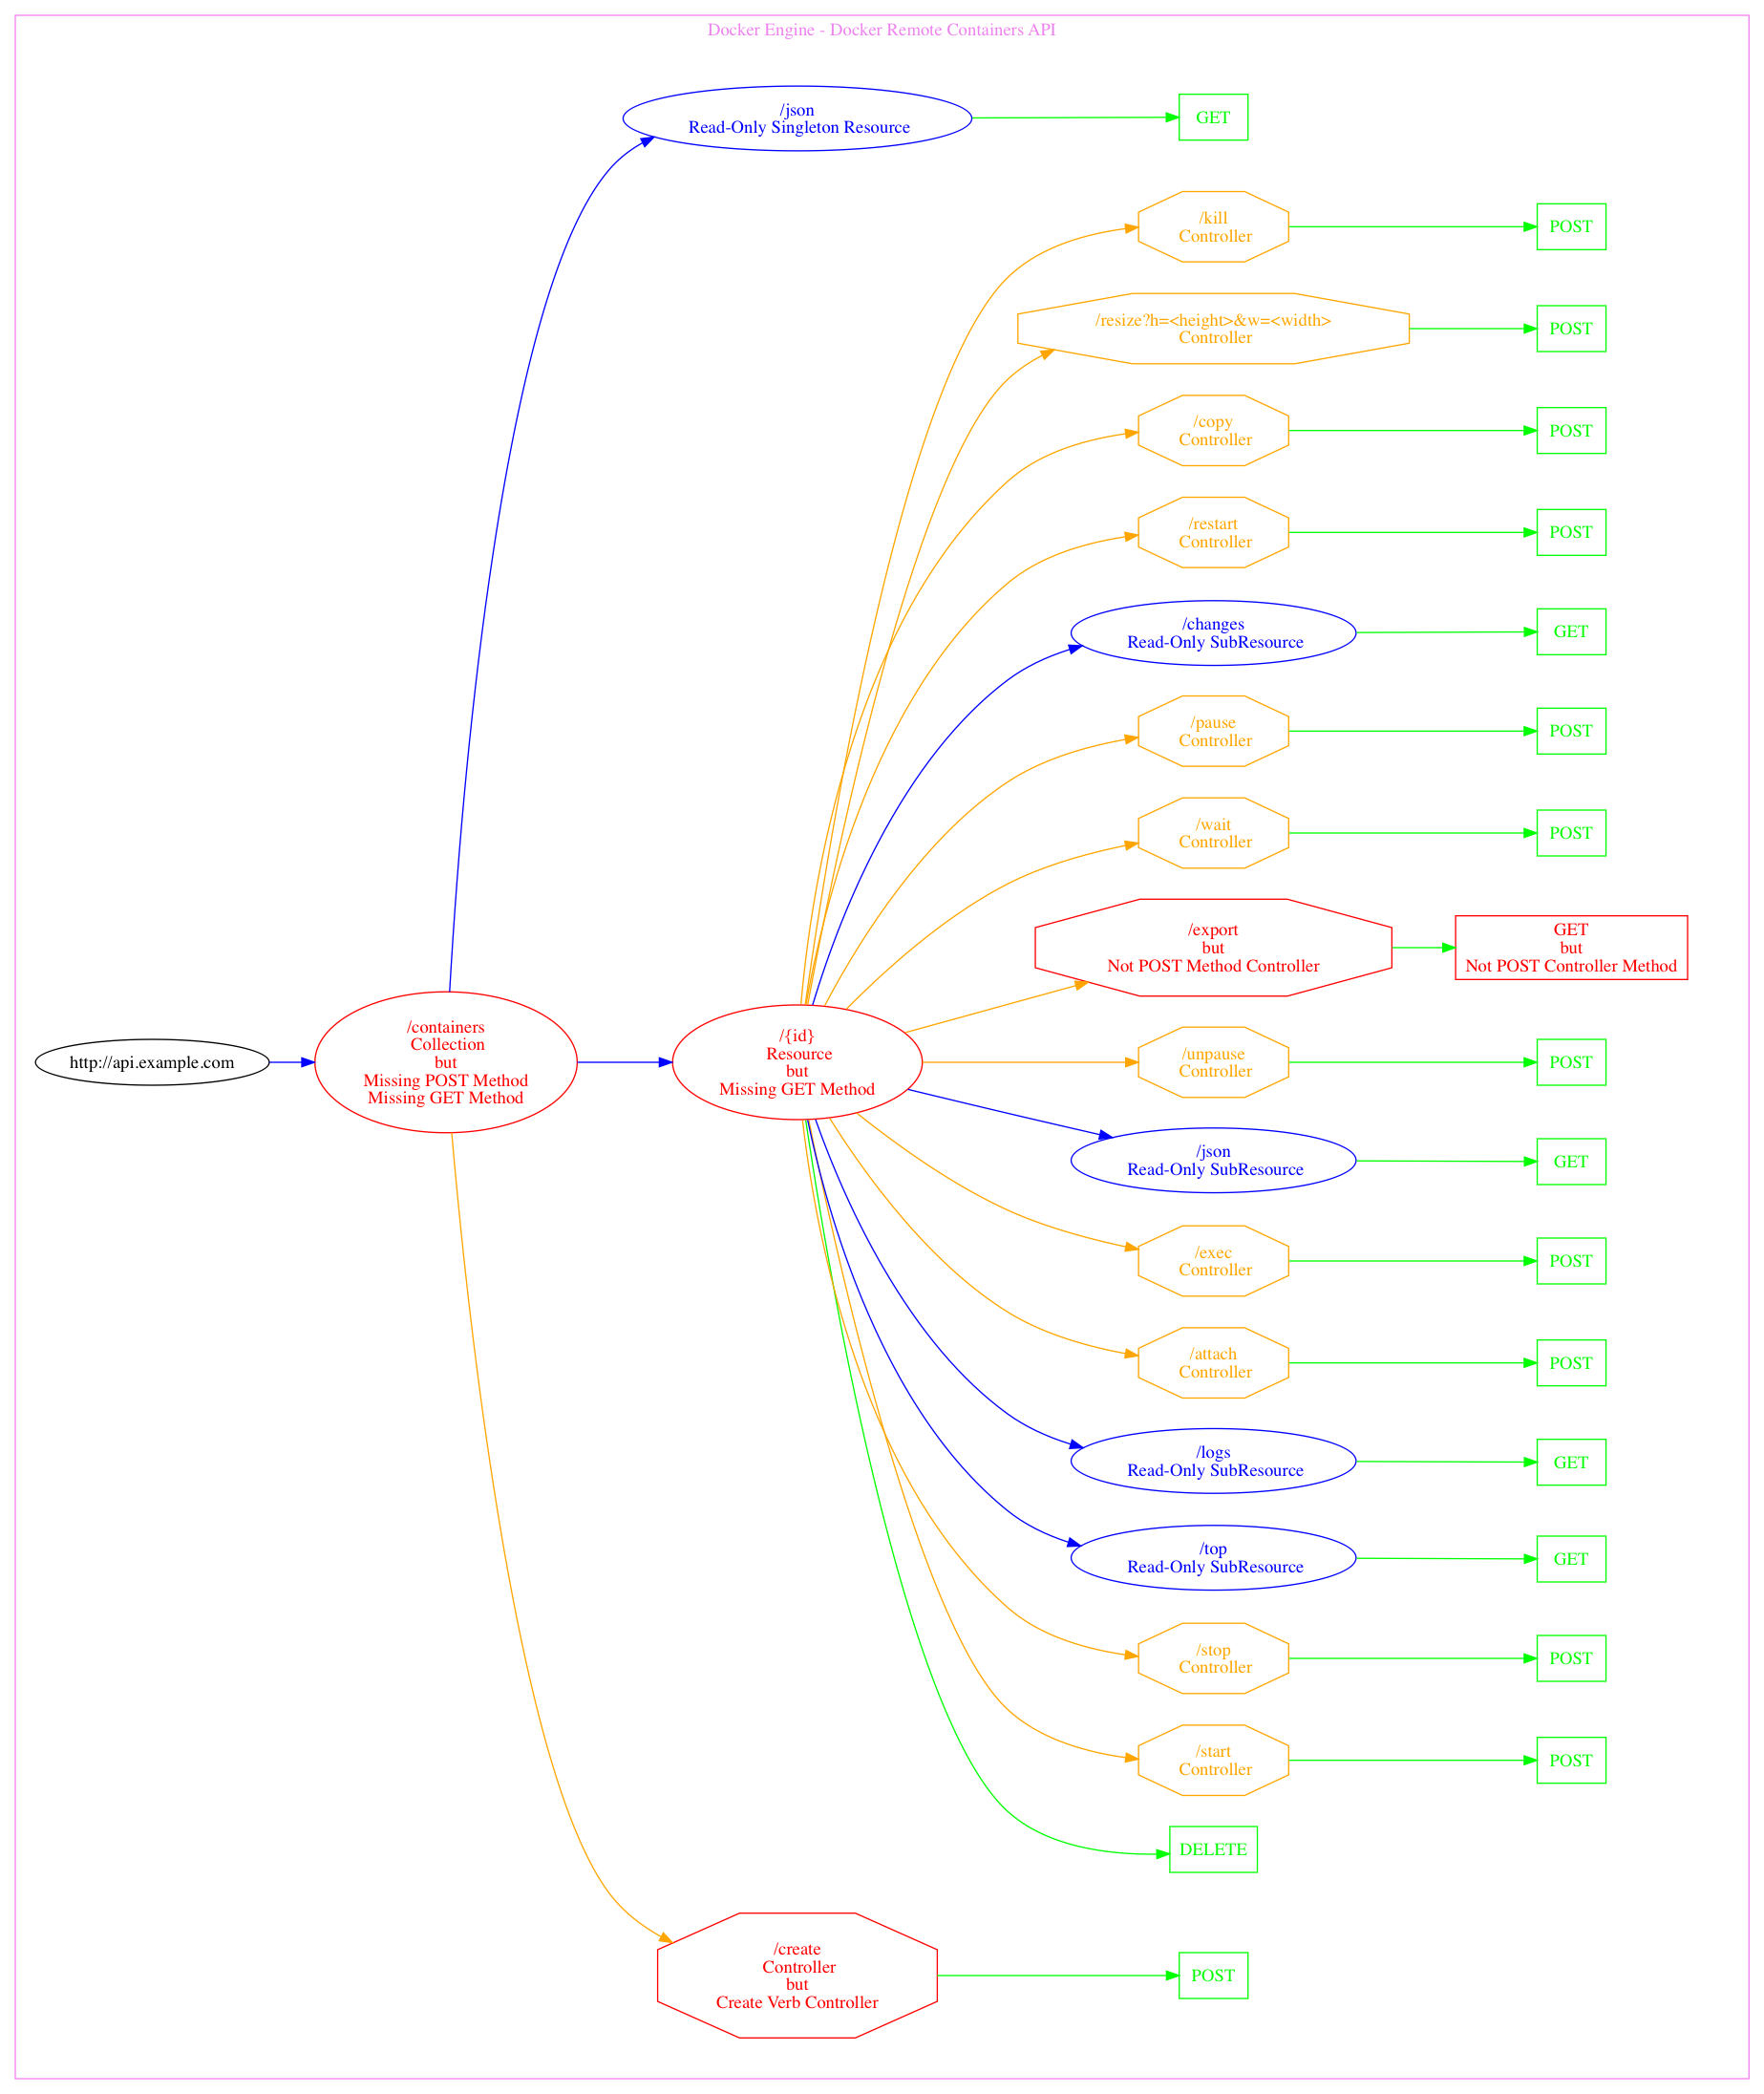 Docker Engine - Docker Remote Containers API
/json
Read-Only Singleton Resource
GET
/kill
Controller
POST
/resize?h=<height>&w=<width>
Controller
POST
/copy
Controller
POST
/restart
Controller
POST
/changes
Read-Only SubResource
GET
/pause
Controller
POST
/wait
Controller
POST
/export
but
Not POST Method Controller
GET
but
Not POST Controller Method
http://api.example.com
/containers
Collection
but
Missing POST Method
Missing GET Method
/{id}
Resource
but
Missing GET Method
/unpause
Controller
POST
/json
Read-Only SubResource
GET
/exec
Controller
POST
/attach
Controller
POST
/logs
Read-Only SubResource
GET
/top
Read-Only SubResource
GET
/stop
Controller
POST
/start
Controller
POST
DELETE
/create
Controller
but
Create Verb Controller
POST